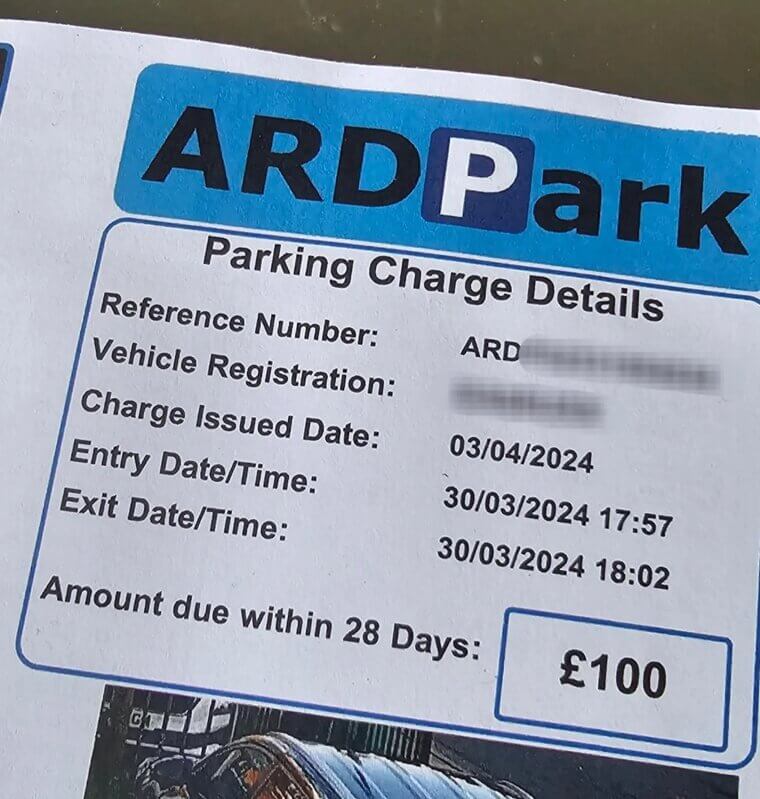 ARDPark
Parking Charge Details
Reference Number: ARD
Vehicle Registration:
Charge Issued Date: 03/04/2024
Entry Date/Time: 30/03/2024 17:57
Exit Date/Time: 30/03/2024 18:02
Amount due within 28 Days: £100